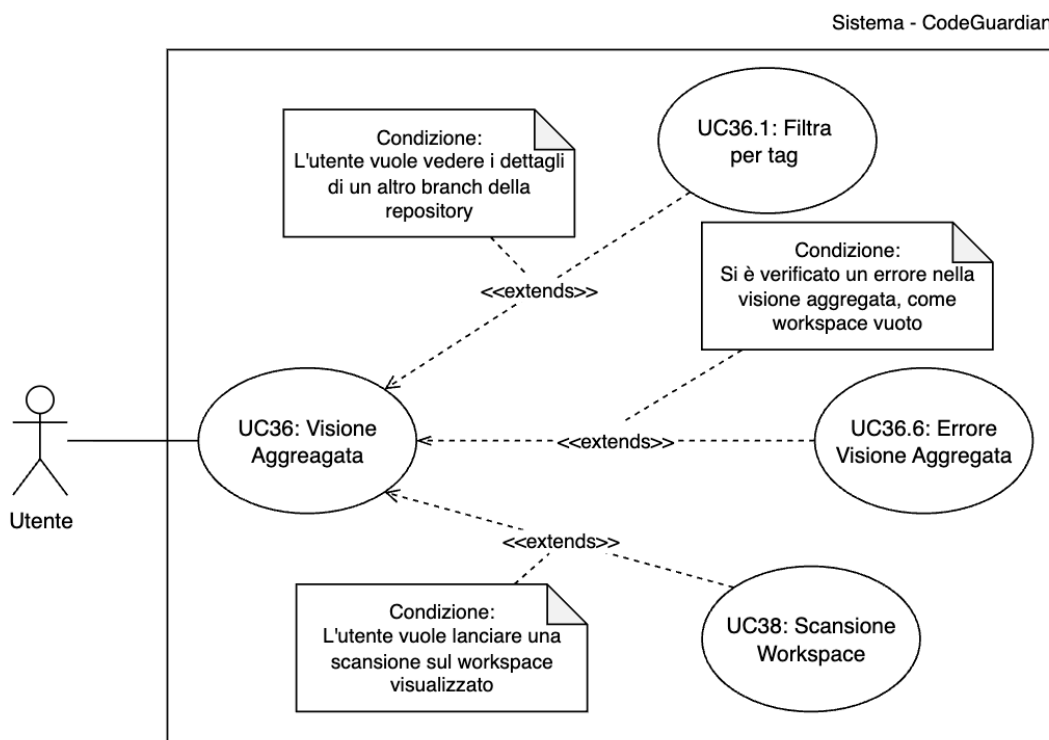 Sistema - CodeGuardian
Condizione:
L'utente vuole vedere i dettagli
di un altro branch della
repository
UC36.1: Filtra
per tag
Condizione:
Si è verificato un errore nella
visione aggregata, come
workspace vuoto
<<extends>>
UC36: Visione
Aggreagata
<<extends>>
UC36.6: Errore
Visione Aggregata
Utente
<<extends>>
Condizione:
L'utente vuole lanciare una
scansione sul workspace
visualizzato
UC38: Scansione
Workspace